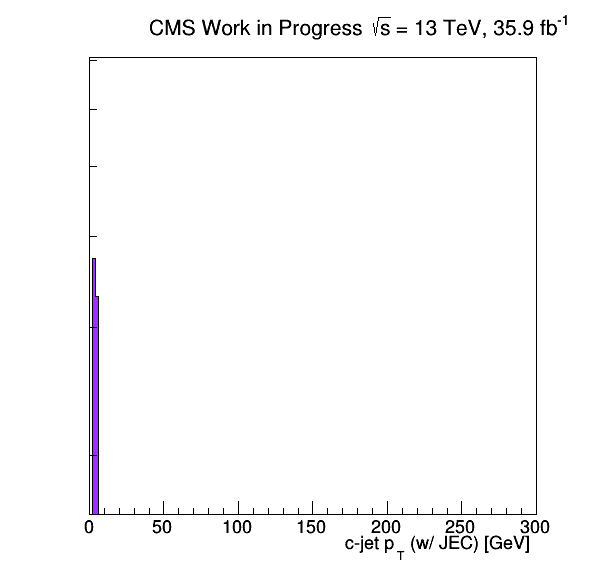 CMS Work in Progress √s = 13 TeV, 35.9 fb⁻¹
0 50 100 150 200 250 300
c-jet p_T (w/ JEC) [GeV]